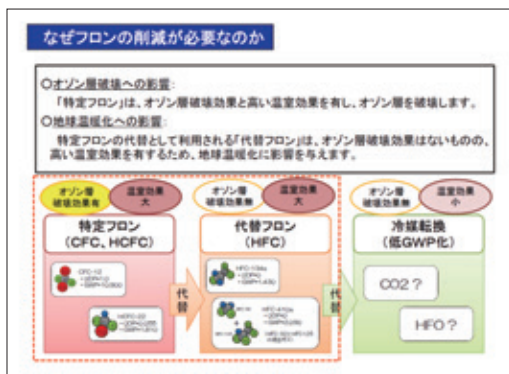 なぜフロンの削減が必要なのか
○オゾン層破壊への影響:
「特定フロン」は、オゾン層破壊効果と高い温室効果を有し、オゾン層を破壊します。
○地球温暖化への影響:
特定フロンの代替として利用される「代替フロン」は、オゾン層破壊効果はないものの、
高い温室効果を有するため、地球温暖化に影響を与えます。
オゾン層
破壊効果有
温室効果
大
オゾン層
破壊効果無
温室効果
大
オゾン層
破壊効果無
温室効果
小
特定フロン
(CFC、HCFC)
代替フロン
(HFC)
冷媒転換
(低GWP化)
CFC-12
HCFC-22
代替
HFC-134a
HFC-410a
代替
CO2?
HFO?